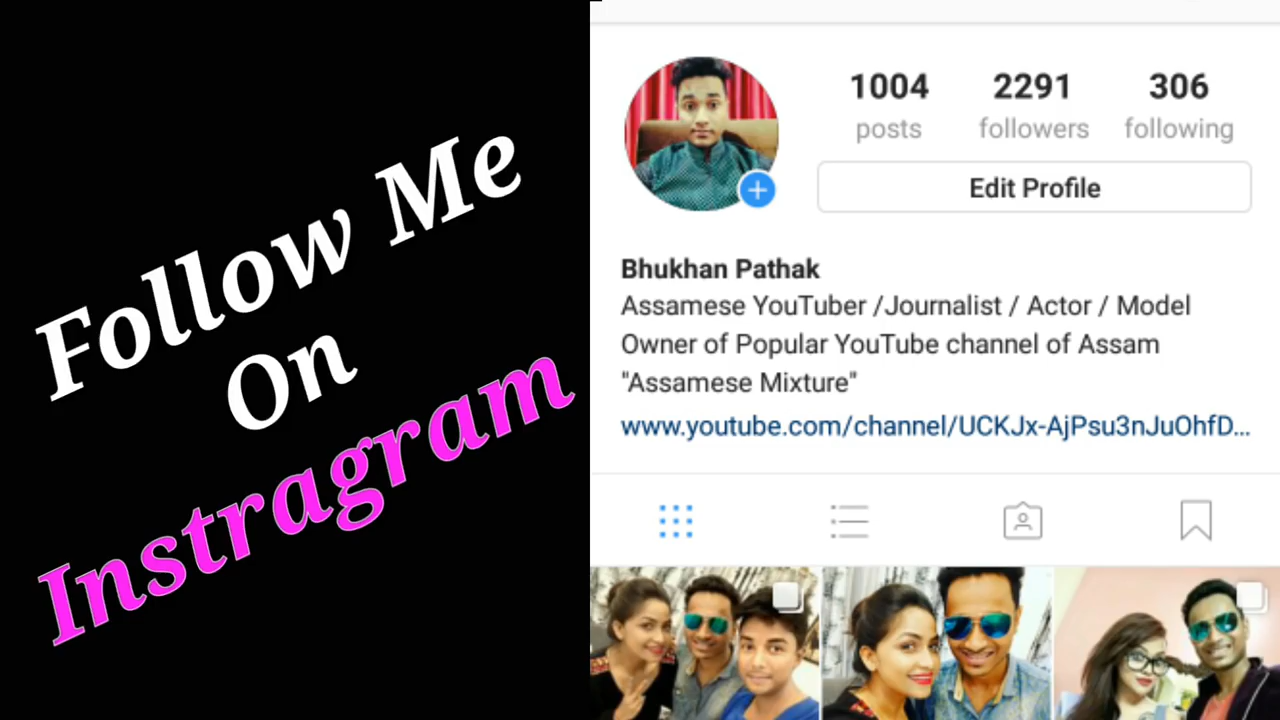 Follow Me
On
Instragram
1004 2291 306
posts followers following
Edit Profile
Bhukhan Pathak
Assamese YouTuber /Journalist / Actor / Model
Owner of Popular YouTube channel of Assam
"Assamese Mixture"
www.youtube.com/channel/UCKJx-AjPsu3nJuOhfD...